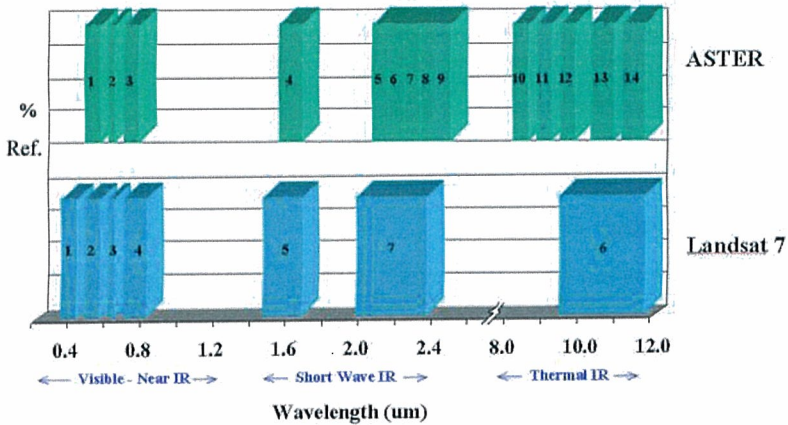 1 2 3 4 5 6 7 8 9 10 11 12 13 14
ASTER
%
Ref.
1 2 3 4 5 7 6
Landsat 7
0.4 0.8 1.2 1.6 2.0 2.4 8.0 10.0 12.0
Visible - Near IR Short Wave IR Thermal IR
Wavelength (um)